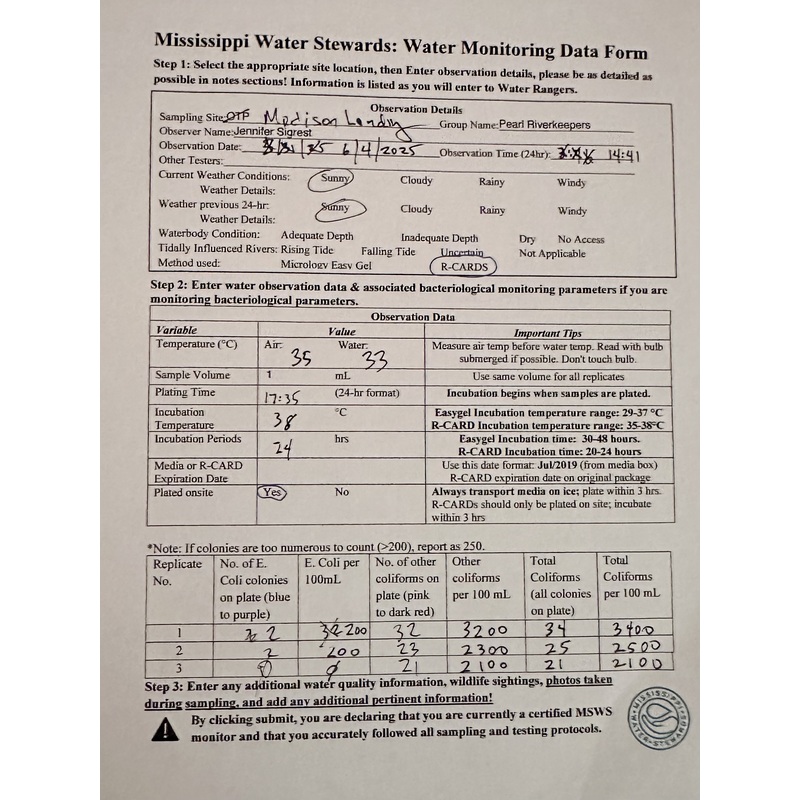 Mississippi Water Stewards: Water Monitoring Data Form
Step 1: Select the appropriate site location, then Enter observation details, please be as detailed as
possible in notes sections! Information is listed as you will enter to Water Rangers.
Observation Details
Sampling Site: OTF Madison Landing Group Name: Pearl Riverkeepers
Observer Name: Jennifer Sigrest
Observation Date: 6/4/2025 Observation Time (24hr): 14:41
Other Testers:
Current Weather Conditions: Sunny Cloudy Rainy Windy
Weather Details:
Weather previous 24-hr: Sunny Cloudy Rainy Windy
Weather Details:
Waterbody Condition: Adequate Depth Inadequate Depth Dry No Access
Tidally Influenced Rivers: Rising Tide Falling Tide Uncertain Not Applicable
Method used: Micrology Easy Gel R-CARDS
Step 2: Enter water observation data & associated bacteriological monitoring parameters if you are
monitoring bacteriological parameters.
Observation Data
Variable Value Important Tips
Temperature (°C) Air: 35 Water: 33 Measure air temp before water temp. Read with bulb
submerged if possible. Don't touch bulb.
Sample Volume 1 mL Use same volume for all replicates
Plating Time 17:35 (24-hr format) Incubation begins when samples are plated.
Incubation
Temperature 38 °C Easygel Incubation temperature range: 29-37 °C
R-CARD Incubation temperature range: 35-38°C
Incubation Periods 24 hrs Easygel Incubation time: 30-48 hours.
R-CARD Incubation time: 20-24 hours
Media or R-CARD
Expiration Date
Use this date format: Jul/2019 (from media box)
R-CARD expiration date on original package
Plated onsite Yes No Always transport media on ice; plate within 3 hrs.
R-CARDs should only be plated on site; incubate
within 3 hrs
*Note: If colonies are too numerous to count (>200), report as 250.
Replicate
No.
No. of E.
Coli colonies
on plate (blue
to purple)
E. Coli per
100mL
No. of other
coliforms on
plate (pink
to dark red)
Other
coliforms
per 100 mL
Total
Coliforms
(all colonies
on plate)
Total
Coliforms
per 100 mL
1 2 200 32 3200 34 3400
2 2 200 23 2300 25 2500
3 0 0 21 2100 21 2100
Step 3: Enter any additional water quality information, wildlife sightings, photos taken
during sampling, and add any additional pertinent information!
By clicking submit, you are declaring that you are currently a certified MSWS
monitor and that you accurately followed all sampling and testing protocols.
MISSISSIPPI WATER STEWARDS